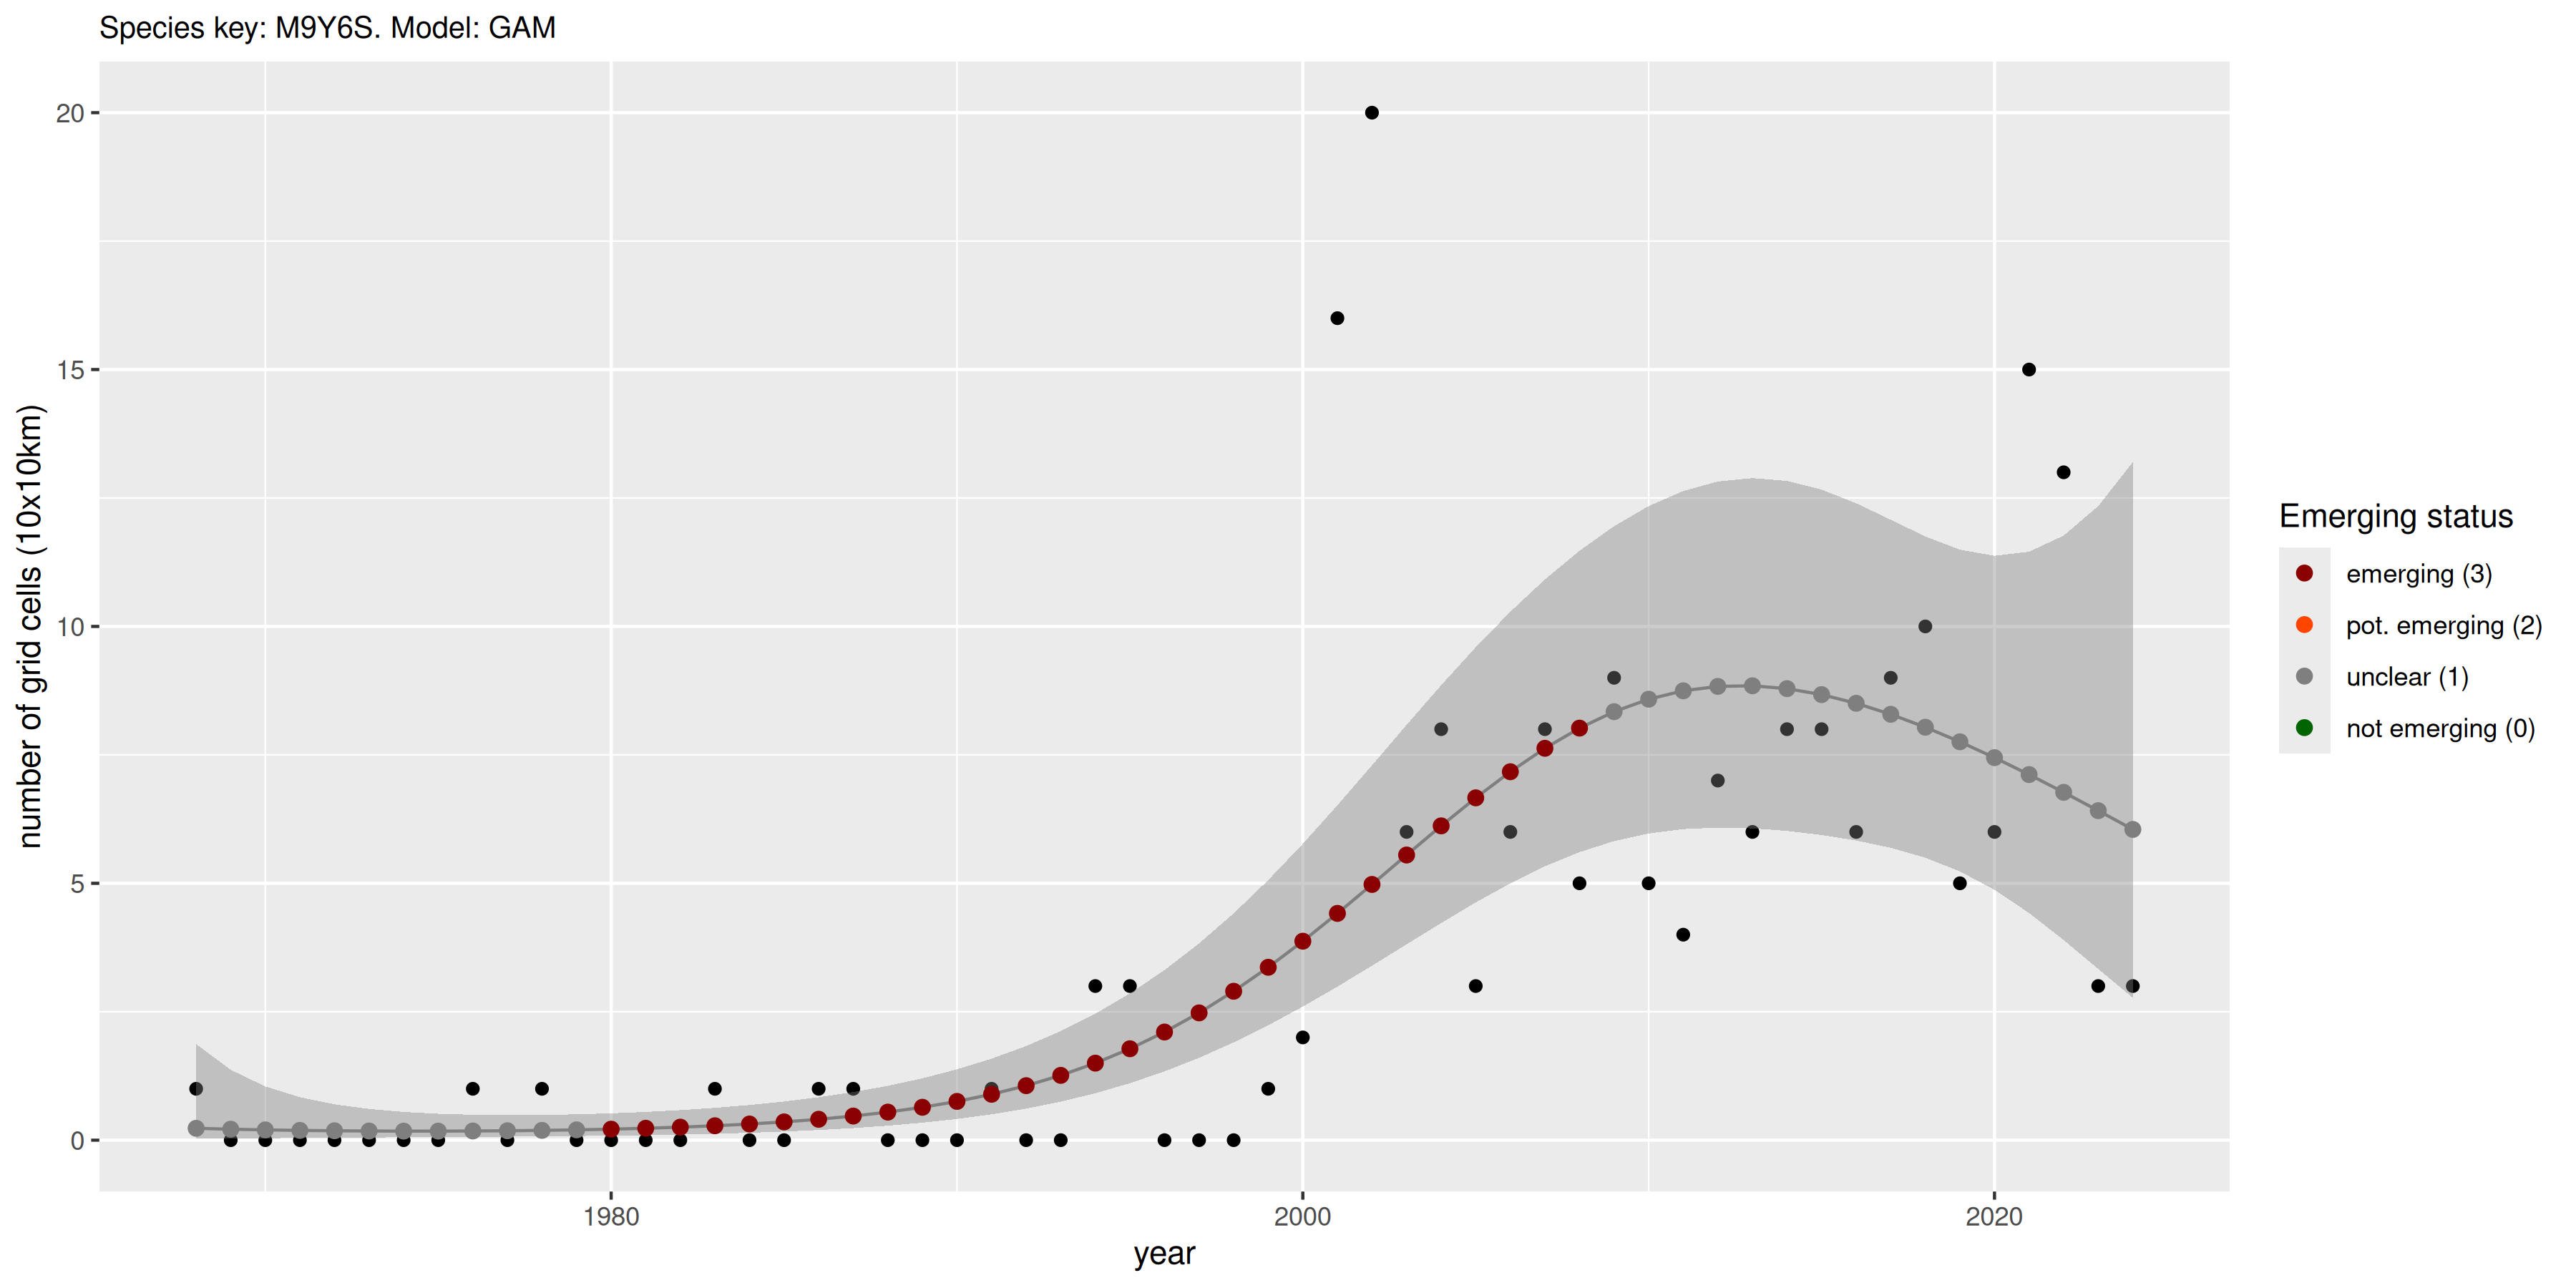 Species key: M9Y6S. Model: GAM
20
15
10
5
0
number of grid cells (10x10km)
1980
2000
2020
year
Emerging status
emerging (3)
pot. emerging (2)
unclear (1)
not emerging (0)